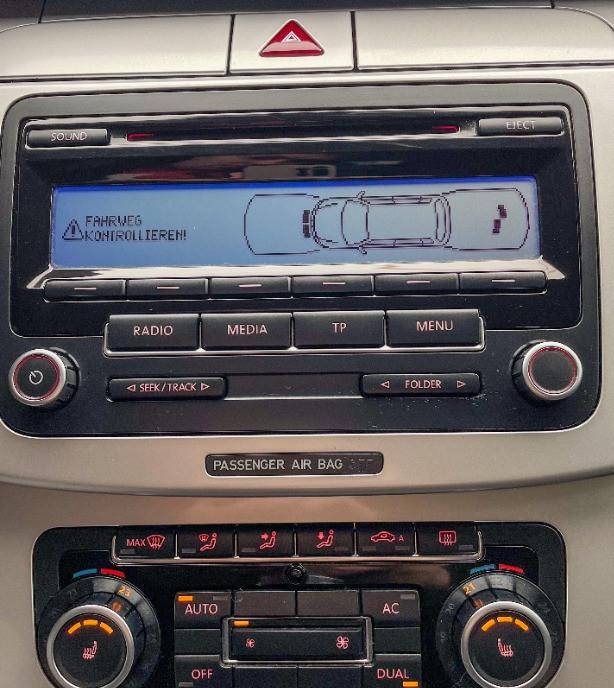 SOUND
EJECT
FAHRWEG
KONTROLLIEREN!
RADIO
MEDIA
TP
MENU
SEEK/TRACK
FOLDER
PASSENGER AIR BAG OFF
MAX
A
AUTO
AC
OFF
DUAL